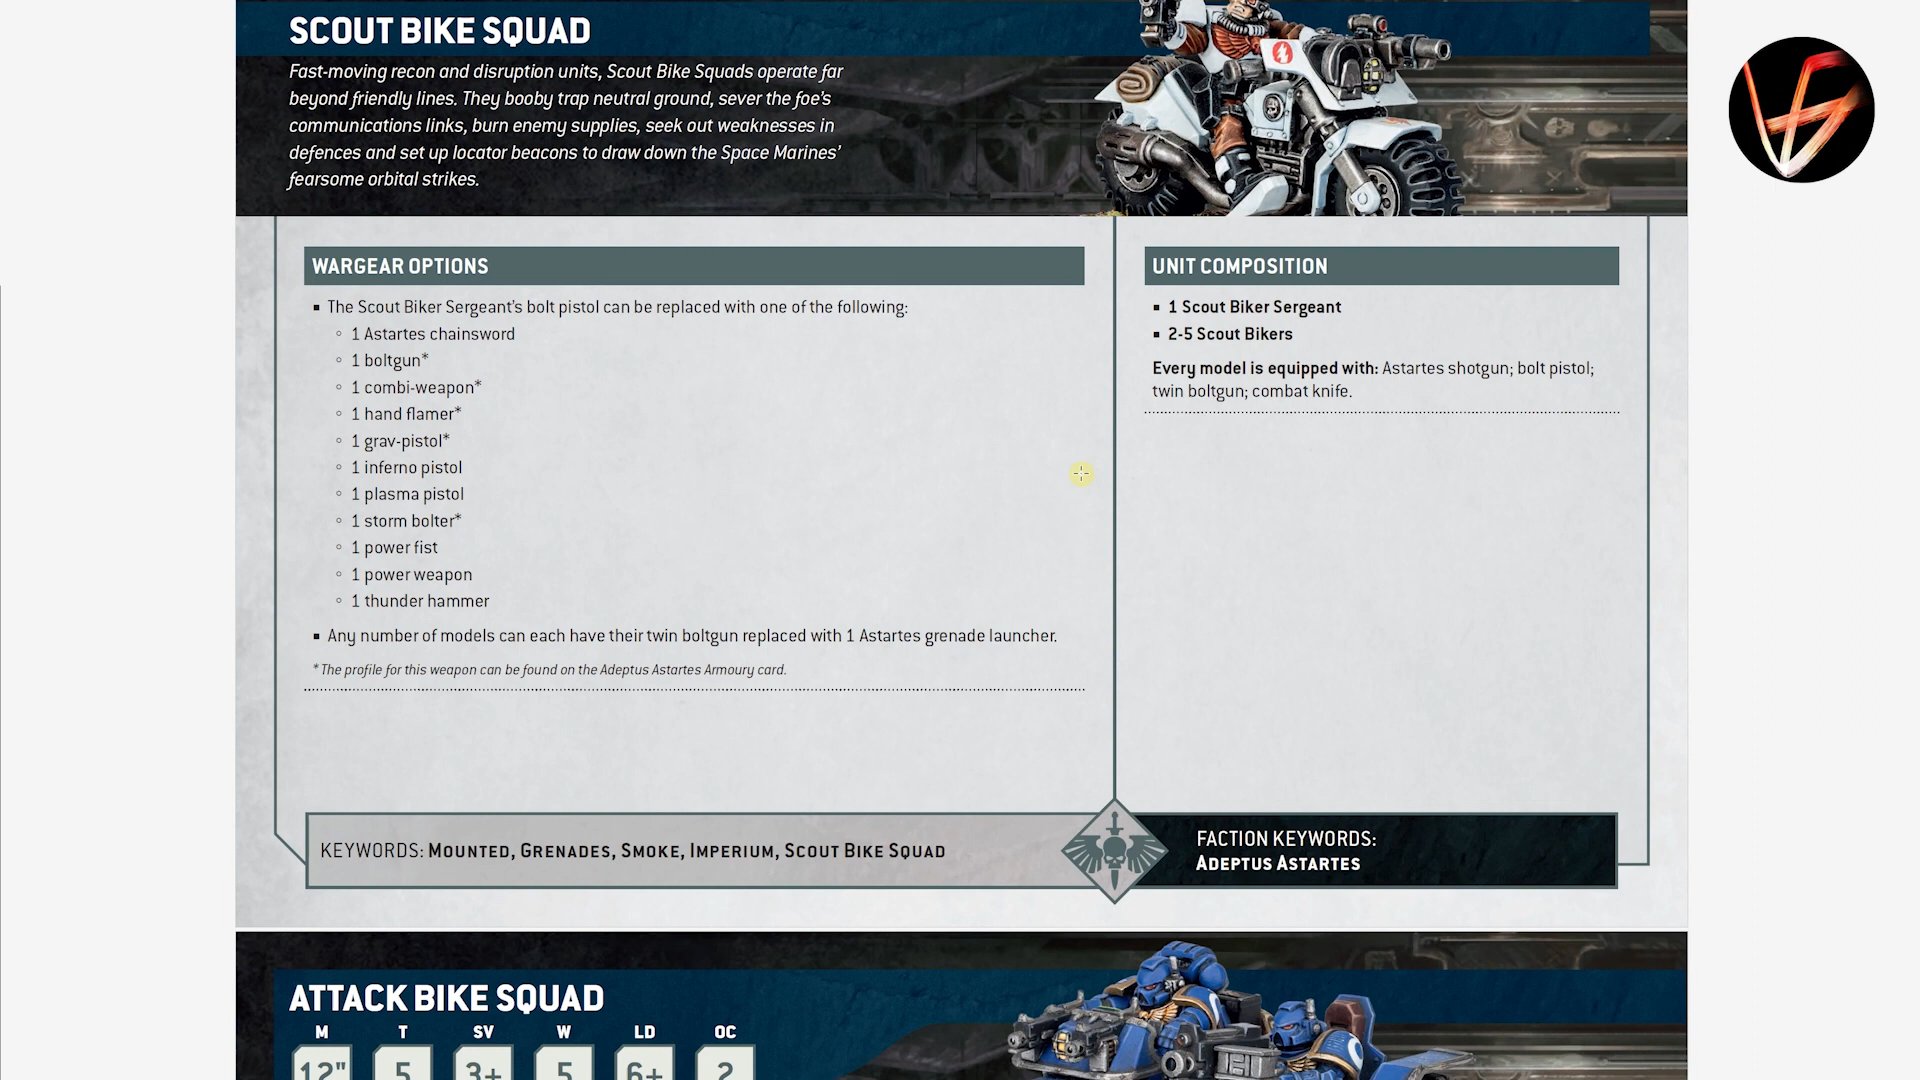 SCOUT BIKE SQUAD
Fast-moving recon and disruption units, Scout Bike Squads operate far
beyond friendly lines. They booby trap neutral ground, sever the foe's
communications links, burn enemy supplies, seek out weaknesses in
defences and set up locator beacons to draw down the Space Marines'
fearsome orbital strikes.
WARGEAR OPTIONS
▪ The Scout Biker Sergeant's bolt pistol can be replaced with one of the following:
◦ 1 Astartes chainsword
◦ 1 boltgun*
◦ 1 combi-weapon*
◦ 1 hand flamer*
◦ 1 grav-pistol*
◦ 1 inferno pistol
◦ 1 plasma pistol
◦ 1 storm bolter*
◦ 1 power fist
◦ 1 power weapon
◦ 1 thunder hammer
▪ Any number of models can each have their twin boltgun replaced with 1 Astartes grenade launcher.
* The profile for this weapon can be found on the Adeptus Astartes Armoury card.
UNIT COMPOSITION
▪ 1 Scout Biker Sergeant
▪ 2-5 Scout Bikers
Every model is equipped with: Astartes shotgun; bolt pistol;
twin boltgun; combat knife.
KEYWORDS: MOUNTED, GRENADES, SMOKE, IMPERIUM, SCOUT BIKE SQUAD
FACTION KEYWORDS:
ADEPTUS ASTARTES
ATTACK BIKE SQUAD
M T SV W LD OC
12" 5 3+ 5 6+ 2